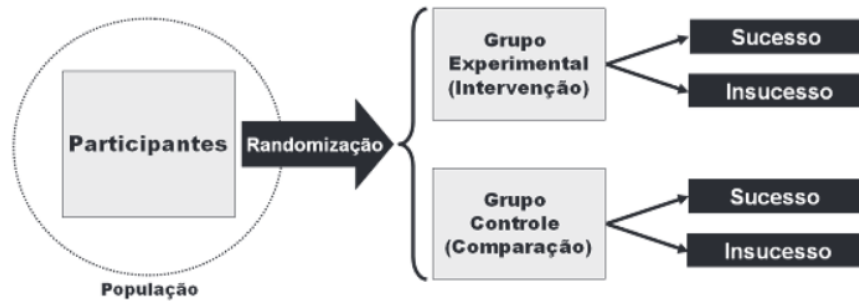 Participantes
População
Randomização
Grupo
Experimental
(Intervenção)
Sucesso
Insucesso
Grupo
Controle
(Comparação)
Sucesso
Insucesso